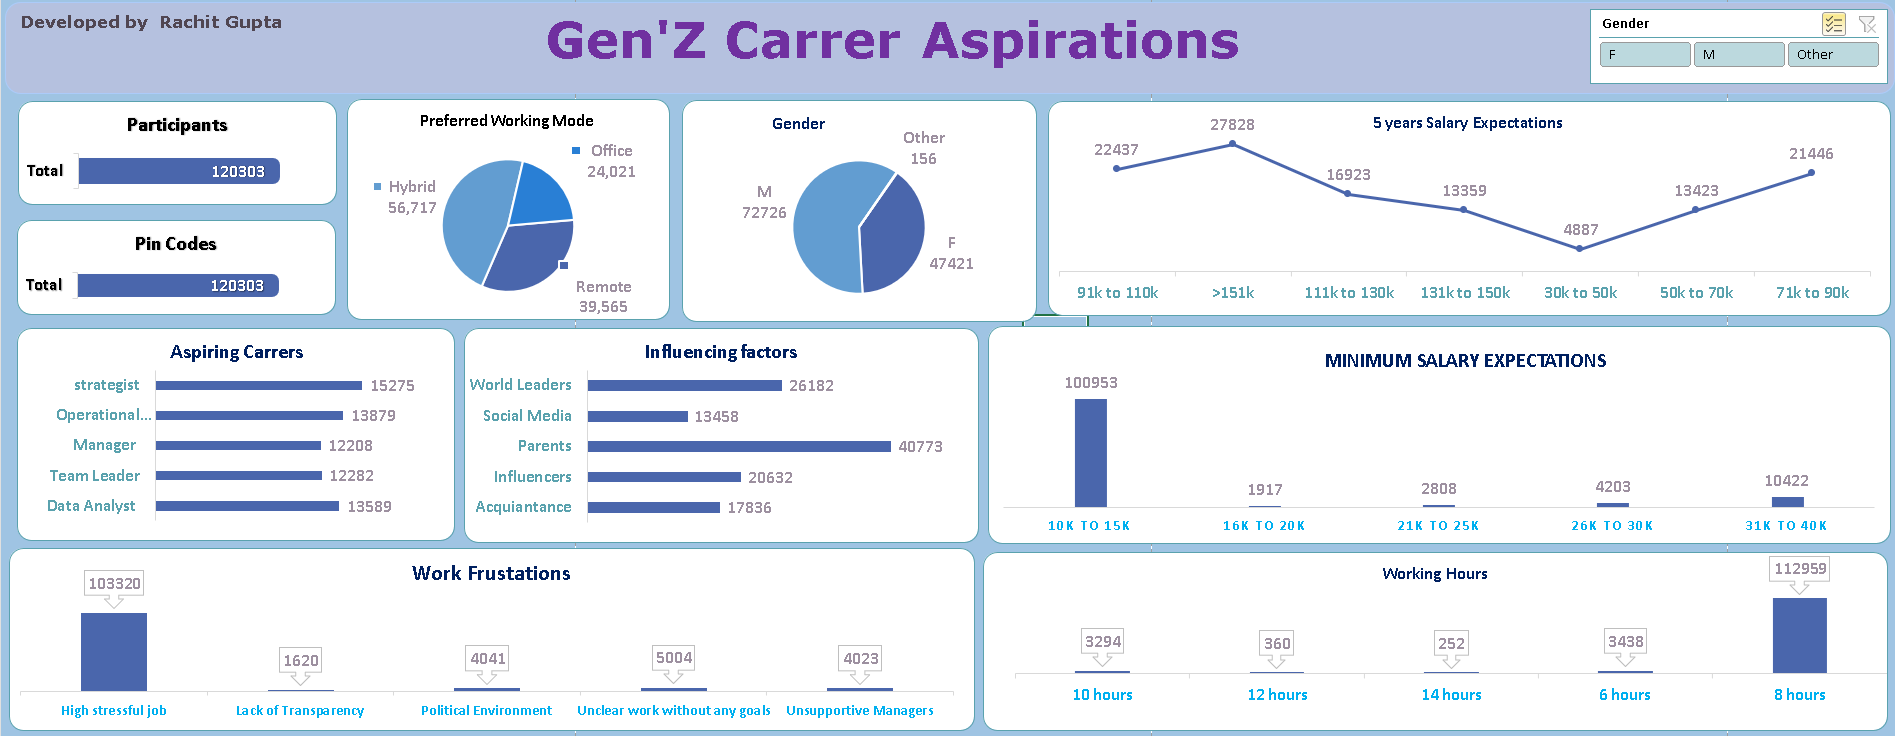 Developed by Rachit Gupta
Gen'Z Carrer Aspirations
Gender
F
M
Other
Participants
Total
120303
Pin Codes
Total
120303
Preferred Working Mode
Office
24,021
Hybrid
56,717
Remote
39,565
Gender
Other
156
M
72726
F
47421
5 years Salary Expectations
22437
27828
16923
13359
4887
13423
21446
91k to 110k
>151k
111k to 130k
131k to 150k
30k to 50k
50k to 70k
71k to 90k
Aspiring Carrers
strategist 15275
Operational... 13879
Manager 12208
Team Leader 12282
Data Analyst 13589
Influencing factors
World Leaders 26182
Social Media 13458
Parents 40773
Influencers 20632
Acquiantance 17836
MINIMUM SALARY EXPECTATIONS
100953
1917
2808
4203
10422
10K TO 15K
16K TO 20K
21K TO 25K
26K TO 30K
31K TO 40K
Work Frustations
103320
1620
4041
5004
4023
High stressful job
Lack of Transparency
Political Environment
Unclear work without any goals
Unsupportive Managers
Working Hours
3294
360
252
3438
112959
10 hours
12 hours
14 hours
6 hours
8 hours